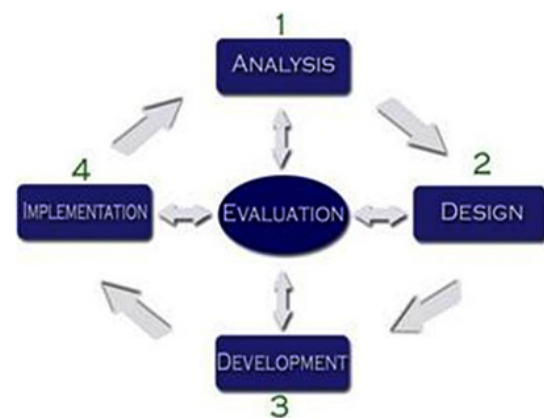 1
ANALYSIS
4
2
IMPLEMENTATION
EVALUATION
DESIGN
DEVELOPMENT
3